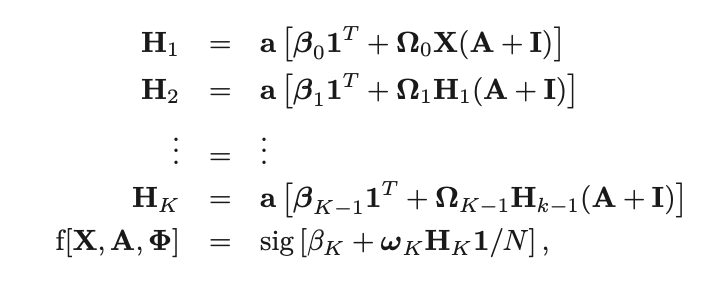 H₁ = a [β₀1ᵀ + Ω₀X(A + I)]
H₂ = a [β₁1ᵀ + Ω₁H₁(A + I)]
⋮ = ⋮
H_K = a [β_{K−1}1ᵀ + Ω_{K−1}H_{k−1}(A + I)]
f[X, A, Φ] = sig [β_K + ω_K H_K 1/N] ,